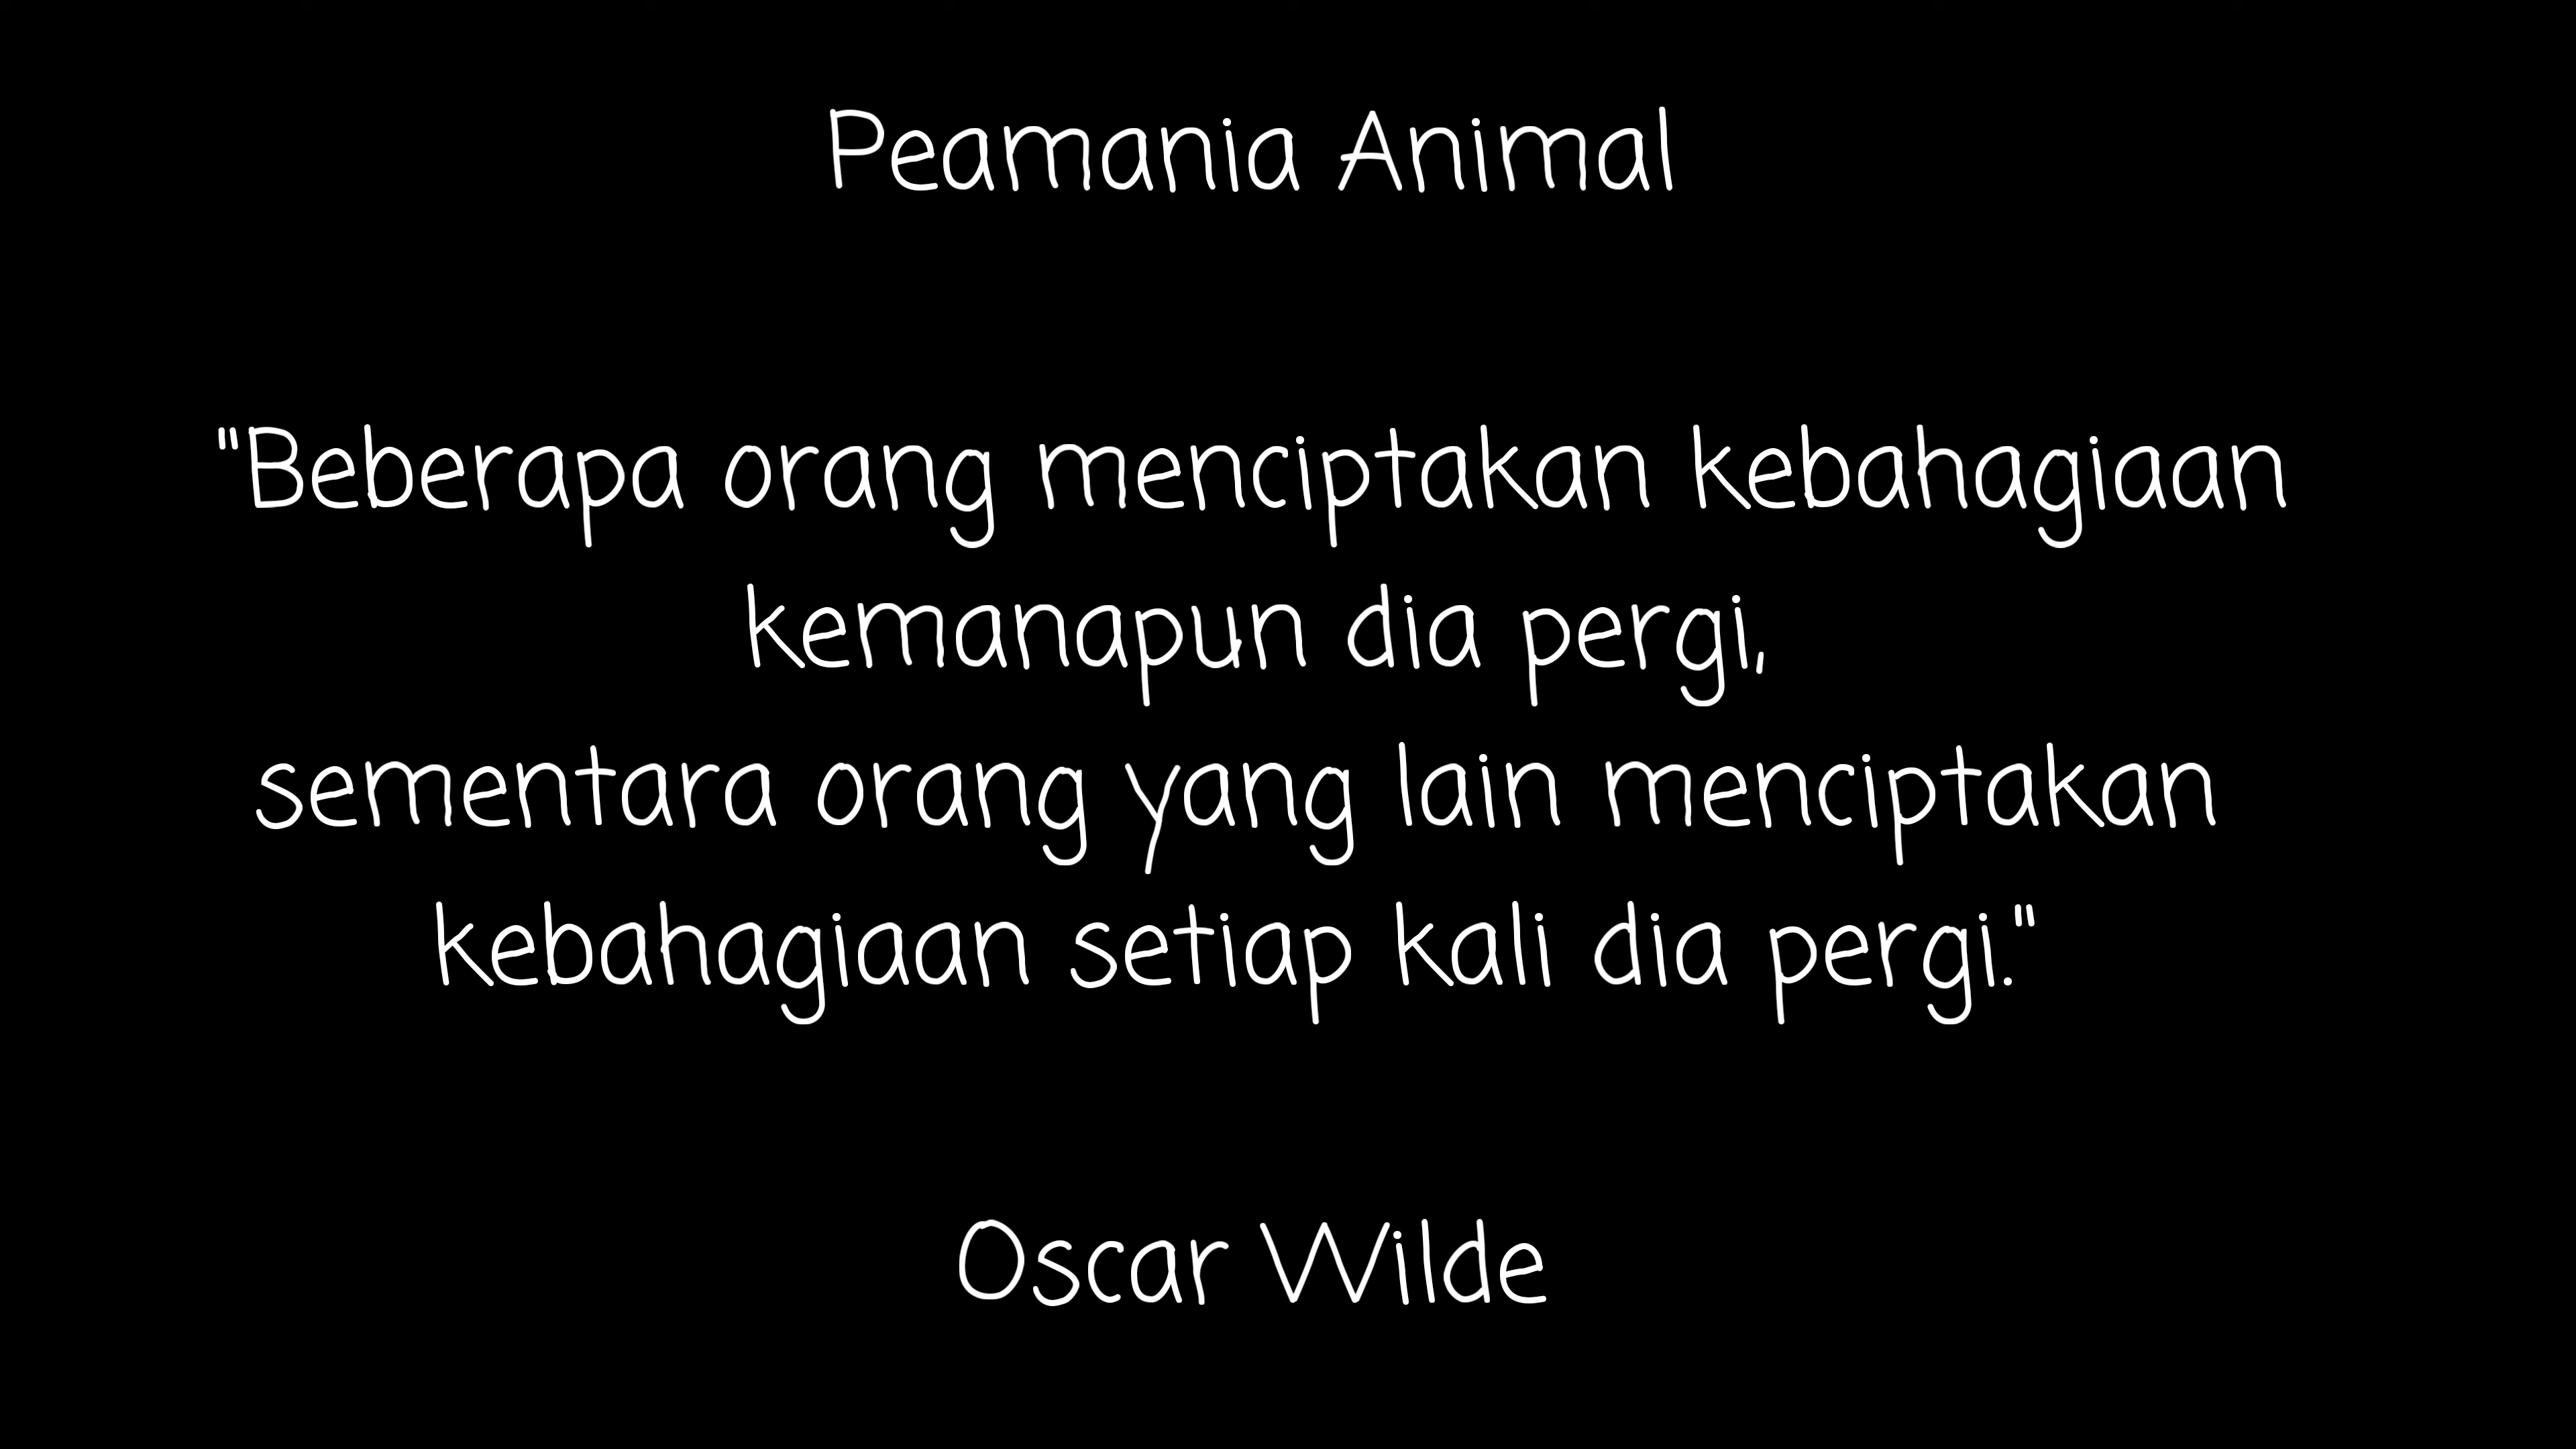 Peamania Animal
"Beberapa orang menciptakan kebahagiaan
kemanapun dia pergi,
sementara orang yang lain menciptakan
kebahagiaan setiap kali dia pergi."
Oscar Wilde